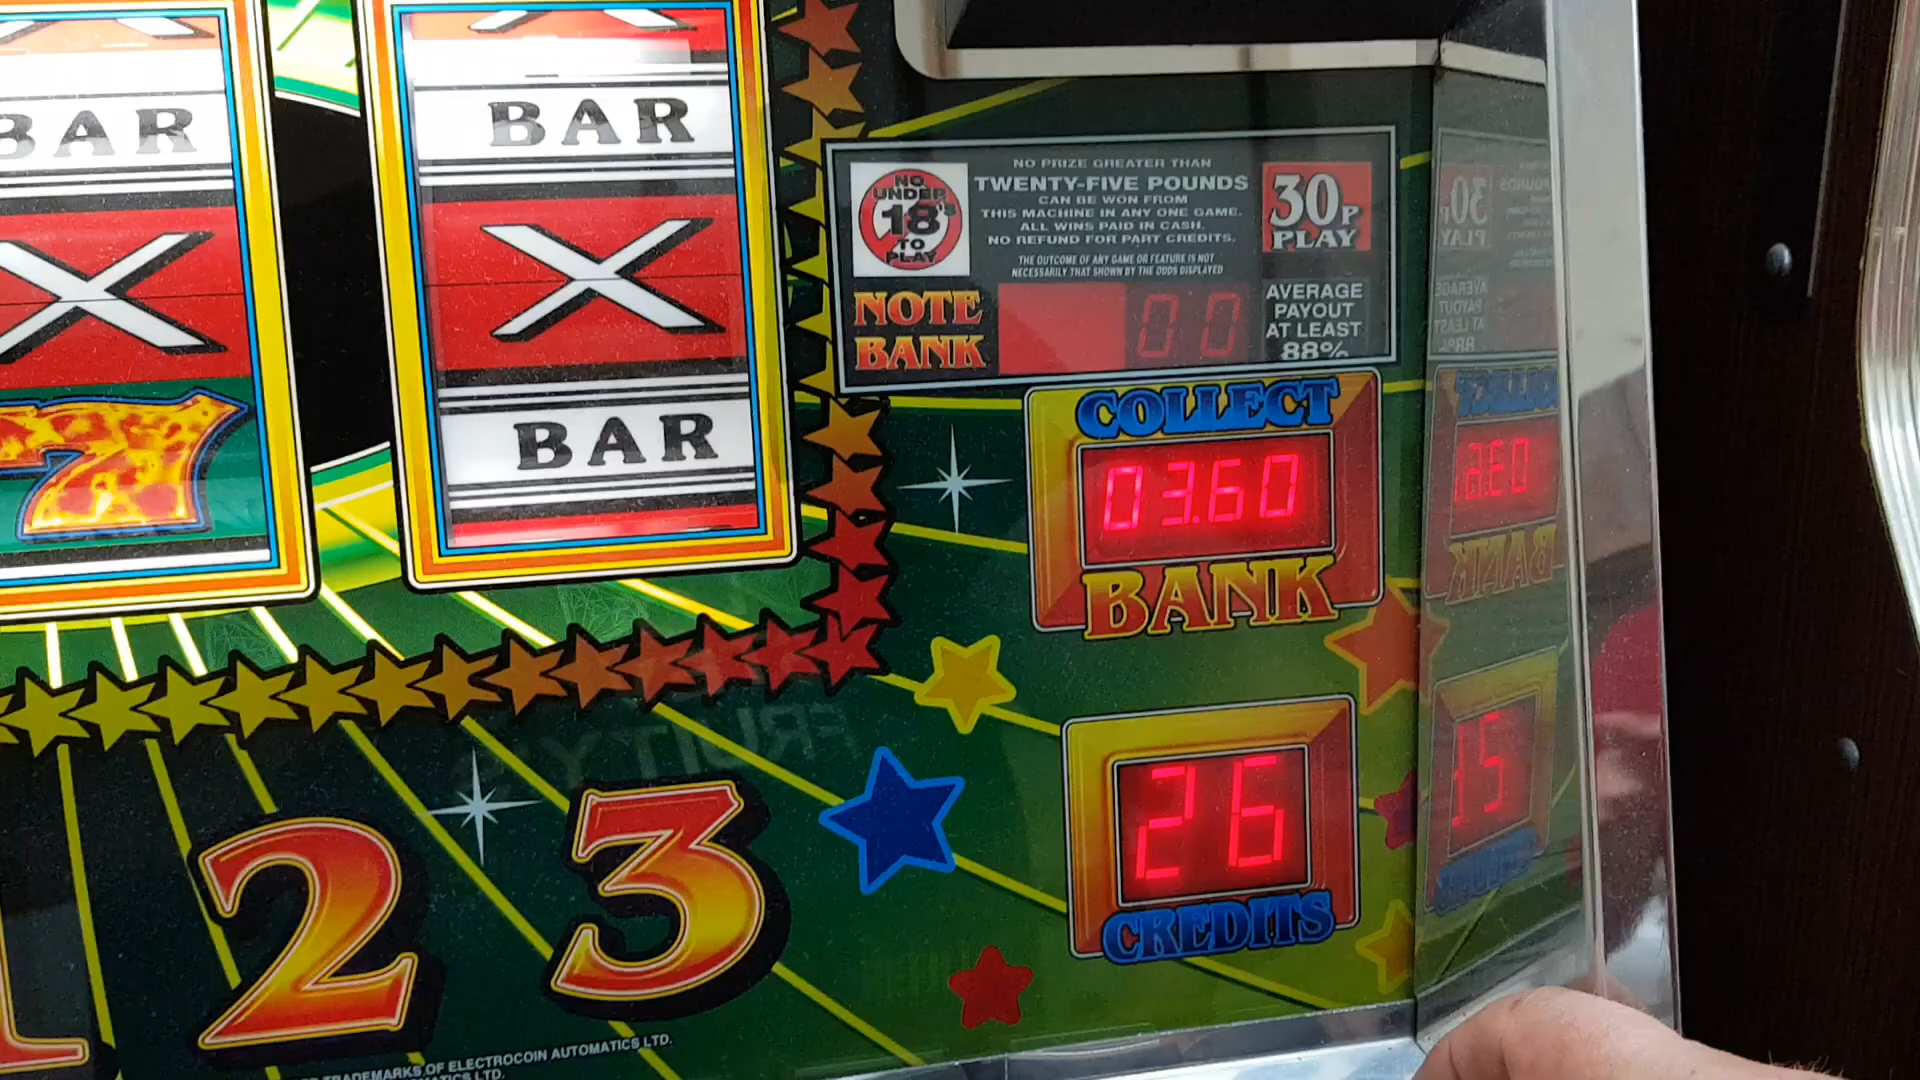 BAR
BAR
X
X
7
BAR
NO
UNDER
18's
TO
PLAY
NO PRIZE GREATER THAN
TWENTY-FIVE POUNDS
CAN BE WON FROM
THIS MACHINE IN ANY ONE GAME.
ALL WINS PAID IN CASH.
NO REFUND FOR PART CREDITS.
THE OUTCOME OF ANY GAME OR FEATURE IS NOT
NECESSARILY THAT SHOWN BY THE ODDS DISPLAYED
30P
PLAY
NOTE
BANK
00
AVERAGE
PAYOUT
AT LEAST
88%
COLLECT
03.60
BANK
26
CREDITS
1 2 3
TRADEMARKS OF ELECTROCOIN AUTOMATICS LTD.
LTD.